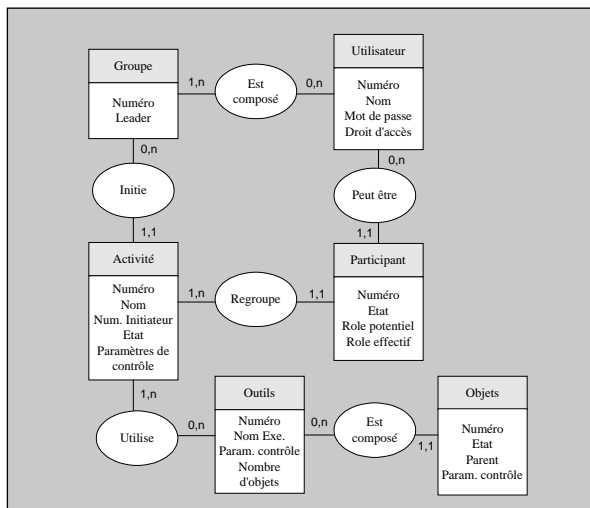 Groupe
Numéro
Leader
1,n
Est
composé
0,n
Utilisateur
Numéro
Nom
Mot de passe
Droit d'accès
0,n
Initie
1,1
0,n
Peut être
1,1
Activité
Numéro
Nom
Num. Initiateur
Etat
Paramètres de
contrôle
1,n
Regroupe
1,1
Participant
Numéro
Etat
Role potentiel
Role effectif
1,n
Utilise
0,n
Outils
Numéro
Nom Exe.
Param. contrôle
Nombre
d'objets
0,n
Est
composé
1,1
Objets
Numéro
Etat
Parent
Param. contrôle